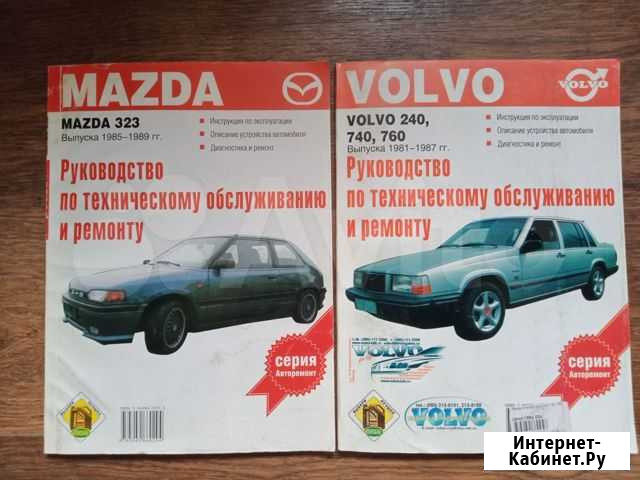 MAZDA
MAZDA 323
Выпуска 1985–1989 гг.
Инструкция по эксплуатации
Описание устройства автомобиля
Диагностика и ремонт
Руководство
по техническому обслуживанию
и ремонту
серия
Авторемонт
VOLVO
VOLVO
VOLVO 240,
740, 760
Выпуска 1981–1987 гг.
Инструкция по эксплуатации
Описание устройства автомобиля
Диагностика и ремонт
Руководство
по техническому обслуживанию
и ремонту
VOLVO
серия
Авторемонт
VOLVO
Avito
Интернет-
Кабинет.Ру